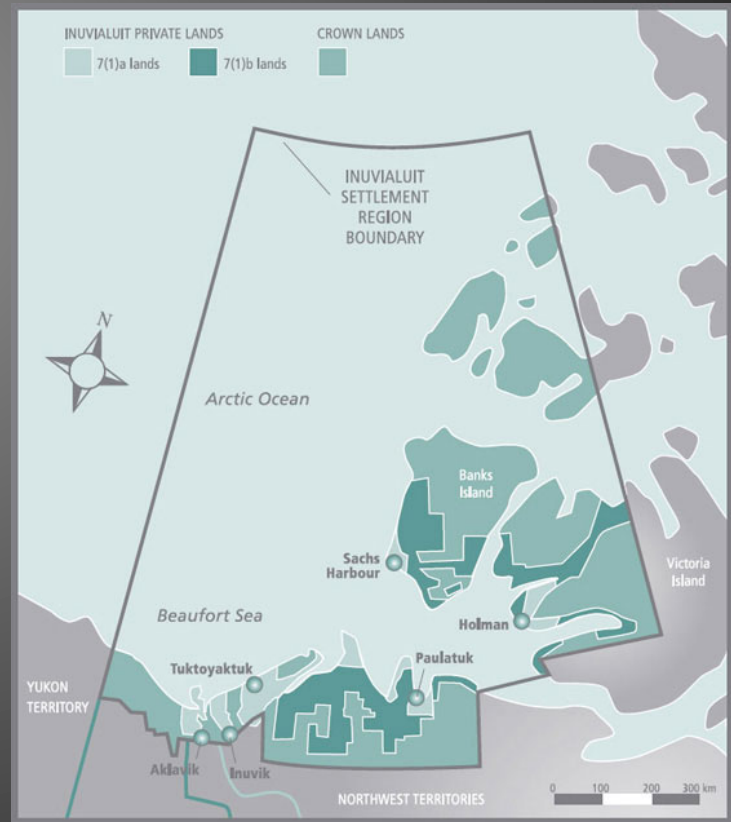 INUVIALUIT PRIVATE LANDS
CROWN LANDS
7(1)a lands
7(1)b lands
INUVIALUIT
SETTLEMENT
REGION
BOUNDARY
N
Arctic Ocean
Banks
Island
Sachs
Harbour
Victoria
Island
Beaufort Sea
Holman
Tuktoyaktuk
Paulatuk
YUKON
TERRITORY
Aklavik
Inuvik
NORTHWEST TERRITORIES
0 100 200 300 km